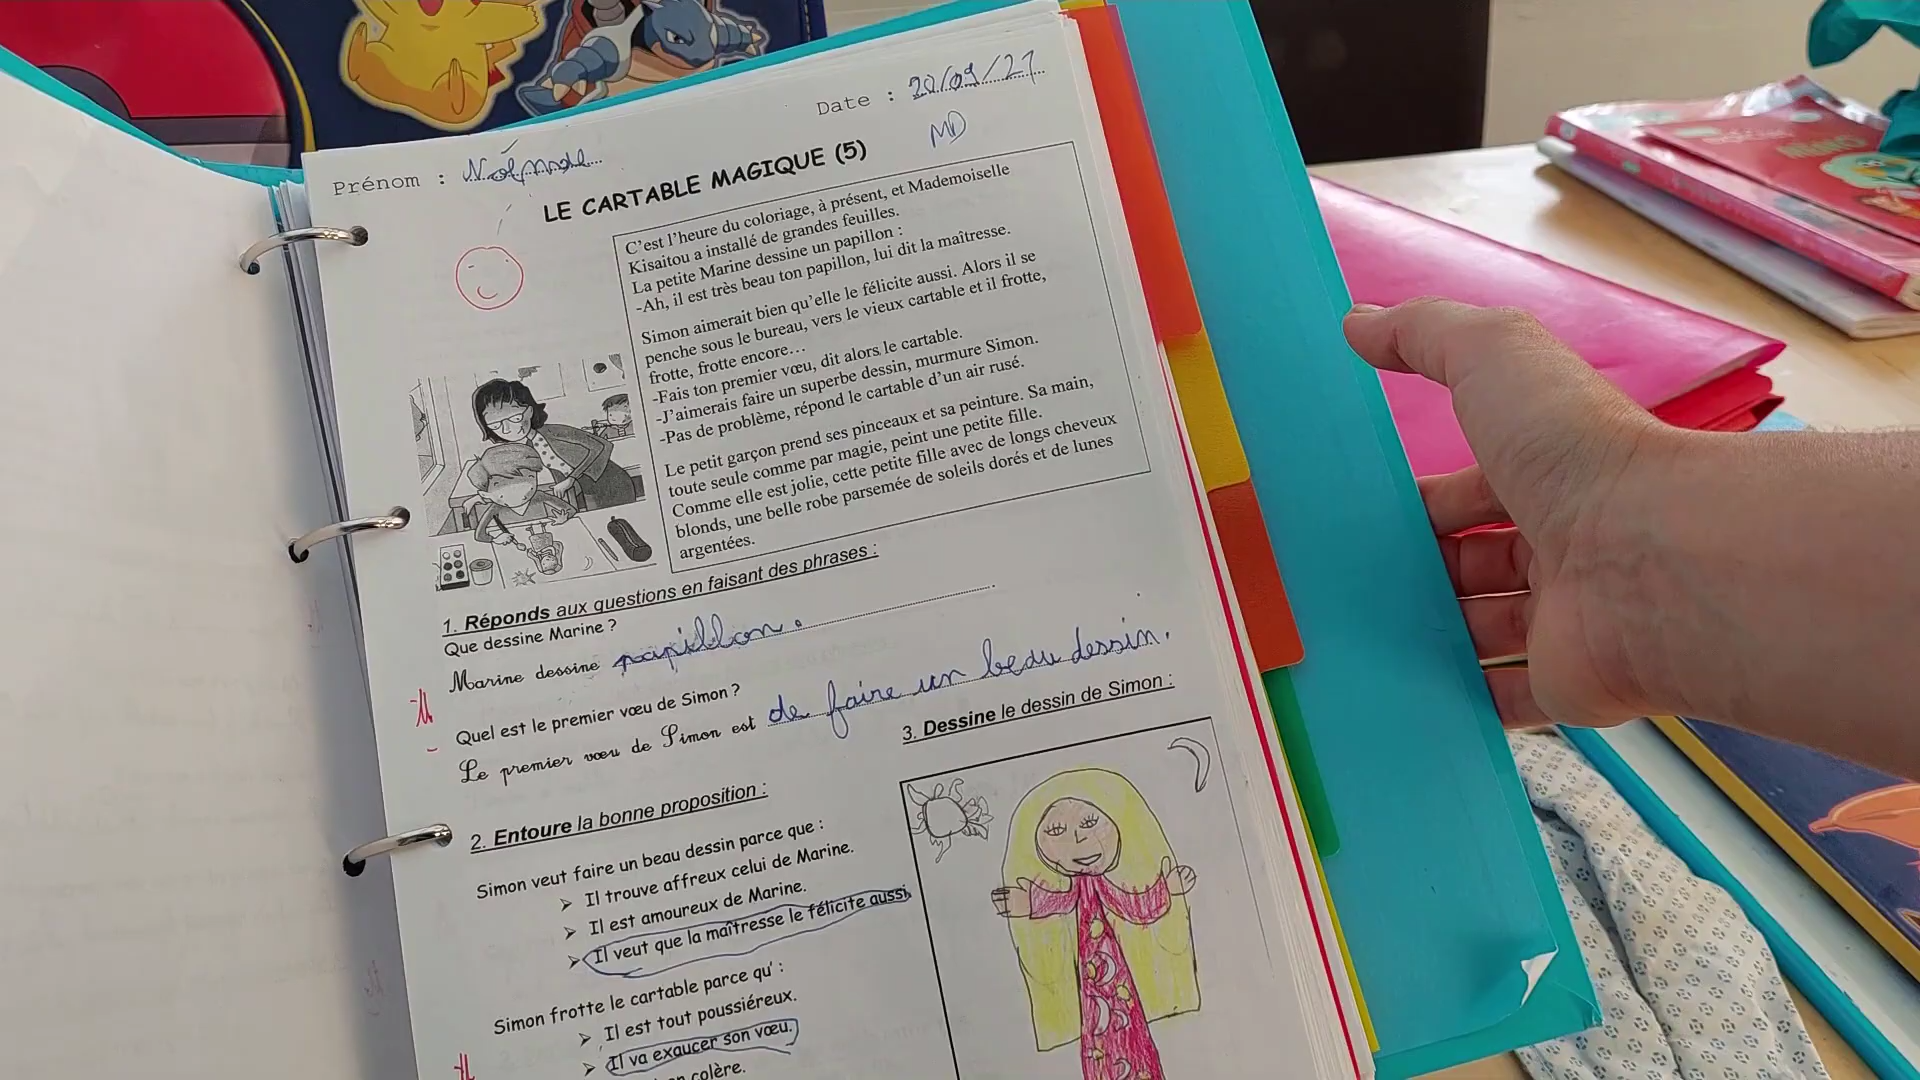 Date : 20/09/21
Prénom :
MD
LE CARTABLE MAGIQUE (5)
C'est l'heure du coloriage, à présent, et Mademoiselle
Kisaitou a installé de grandes feuilles.
La petite Marine dessine un papillon :
-Ah, il est très beau ton papillon, lui dit la maîtresse.
Simon aimerait bien qu'elle le félicite aussi. Alors il se
penche sous le bureau, vers le vieux cartable et il frotte,
frotte, frotte encore…
-Fais ton premier vœu, dit alors le cartable.
-J'aimerais faire un superbe dessin, murmure Simon.
-Pas de problème, répond le cartable d'un air rusé.
Le petit garçon prend ses pinceaux et sa peinture. Sa main,
toute seule comme par magie, peint une petite fille.
Comme elle est jolie, cette petite fille avec de longs cheveux
blonds, une belle robe parsemée de soleils dorés et de lunes
argentées.
1. Réponds aux questions en faisant des phrases :
Que dessine Marine ?
Marine dessine papillon.
Quel est le premier vœu de Simon ?
Le premier vœu de Simon est de faire un beau dessin.
2. Entoure la bonne proposition :
Simon veut faire un beau dessin parce que :
Il trouve affreux celui de Marine.
Il est amoureux de Marine.
Il veut que la maîtresse le félicite aussi.
Simon frotte le cartable parce qu' :
Il est tout poussiéreux.
Il va exaucer son vœu.
colère.
3. Dessine le dessin de Simon :